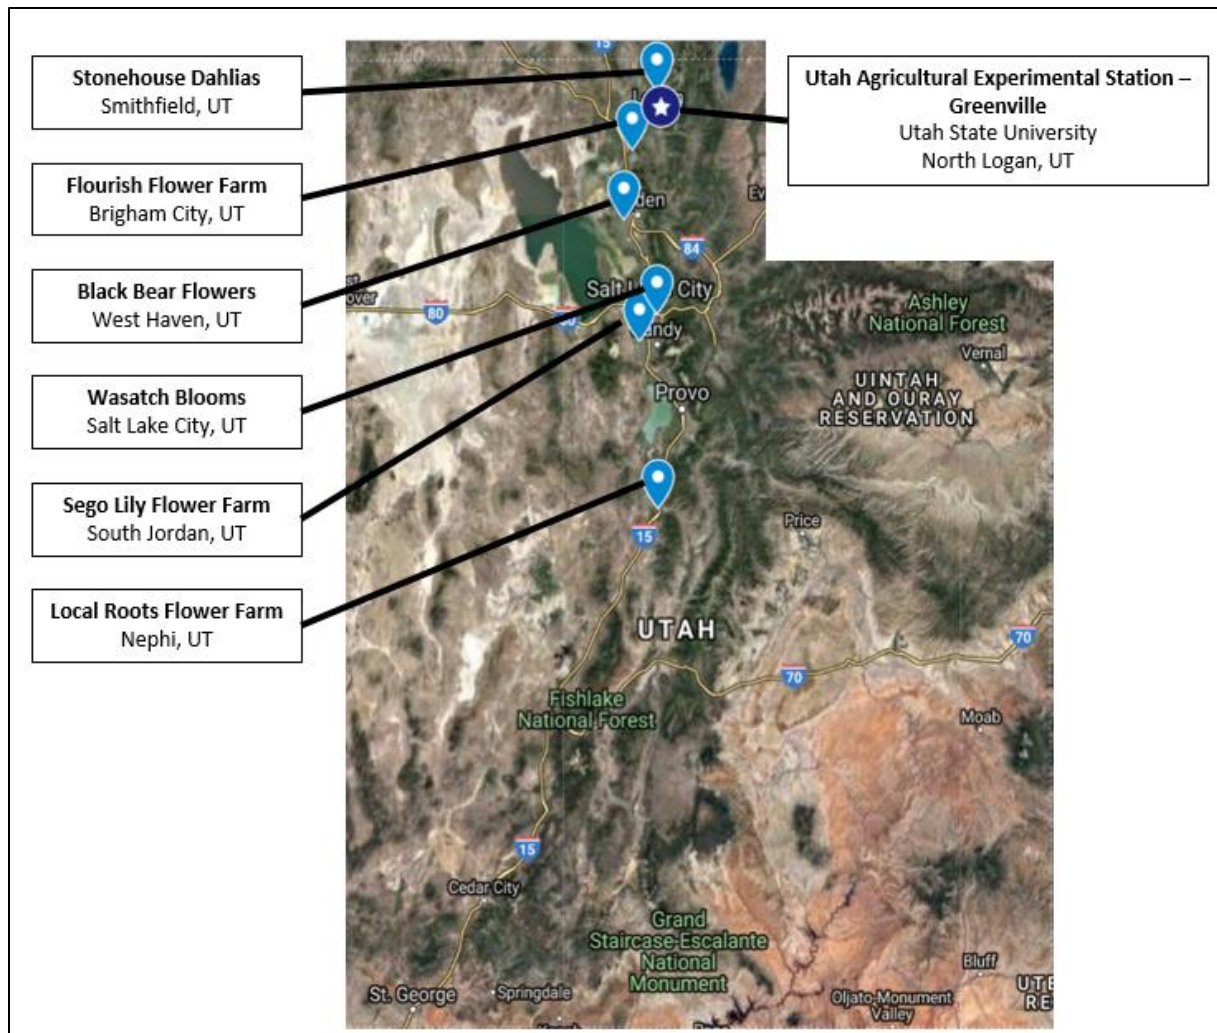 Stonehouse Dahlias
Smithfield, UT
Flourish Flower Farm
Brigham City, UT
Black Bear Flowers
West Haven, UT
Wasatch Blooms
Salt Lake City, UT
Sego Lily Flower Farm
South Jordan, UT
Local Roots Flower Farm
Nephi, UT
Utah Agricultural Experimental Station –
Greenville
Utah State University
North Logan, UT
15
84
80
Salt L City
andy
Provo
Ashley
National Forest
Vernal
UINTAH
AND OURAY
RESERVATION
15
Price
UTAH
70
70
Fishlake
National Forest
Moab
15
Cedar City
Grand
Staircase-Escalante
National
Monument
Bluff
St. George
Springdale
Oljato-Monument
Valley